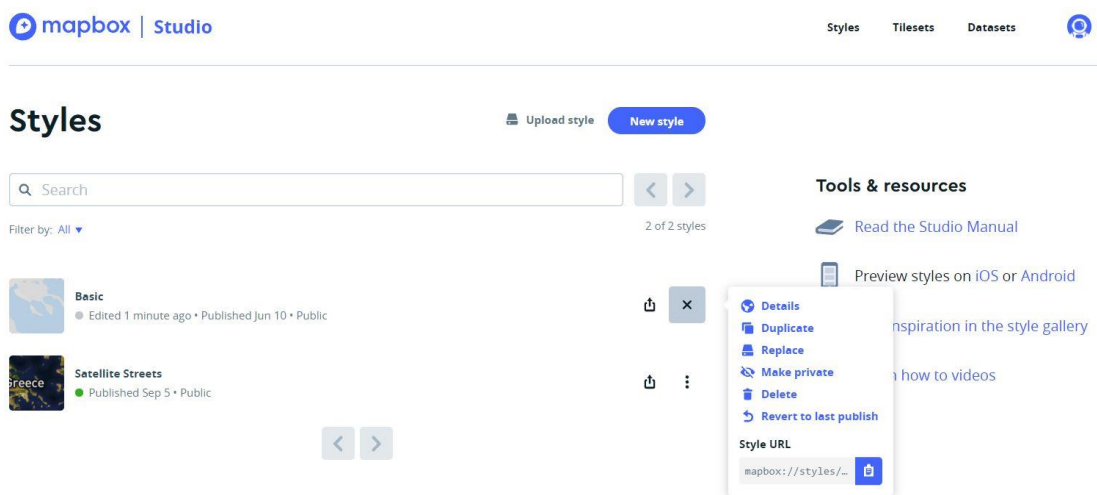 mapbox | Studio
Styles Tilesets Datasets
Styles
Upload style
New style
Search
Filter by: All
2 of 2 styles
Basic
Edited 1 minute ago • Published Jun 10 • Public
Satellite Streets
Published Sep 5 • Public
Greece
Details
Duplicate
Replace
Make private
Delete
Revert to last publish
Style URL
mapbox://styles/…
Tools & resources
Read the Studio Manual
Preview styles on iOS or Android
inspiration in the style gallery
how to videos